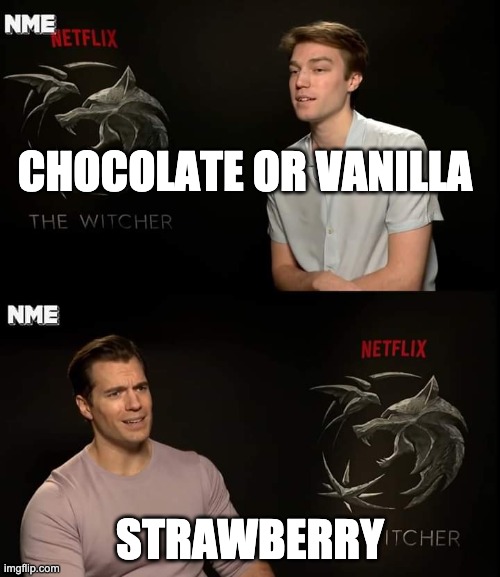 NME
NETFLIX
CHOCOLATE OR VANILLA
THE WITCHER
NME
NETFLIX
STRAWBERRY
ITCHER
imgflip.com